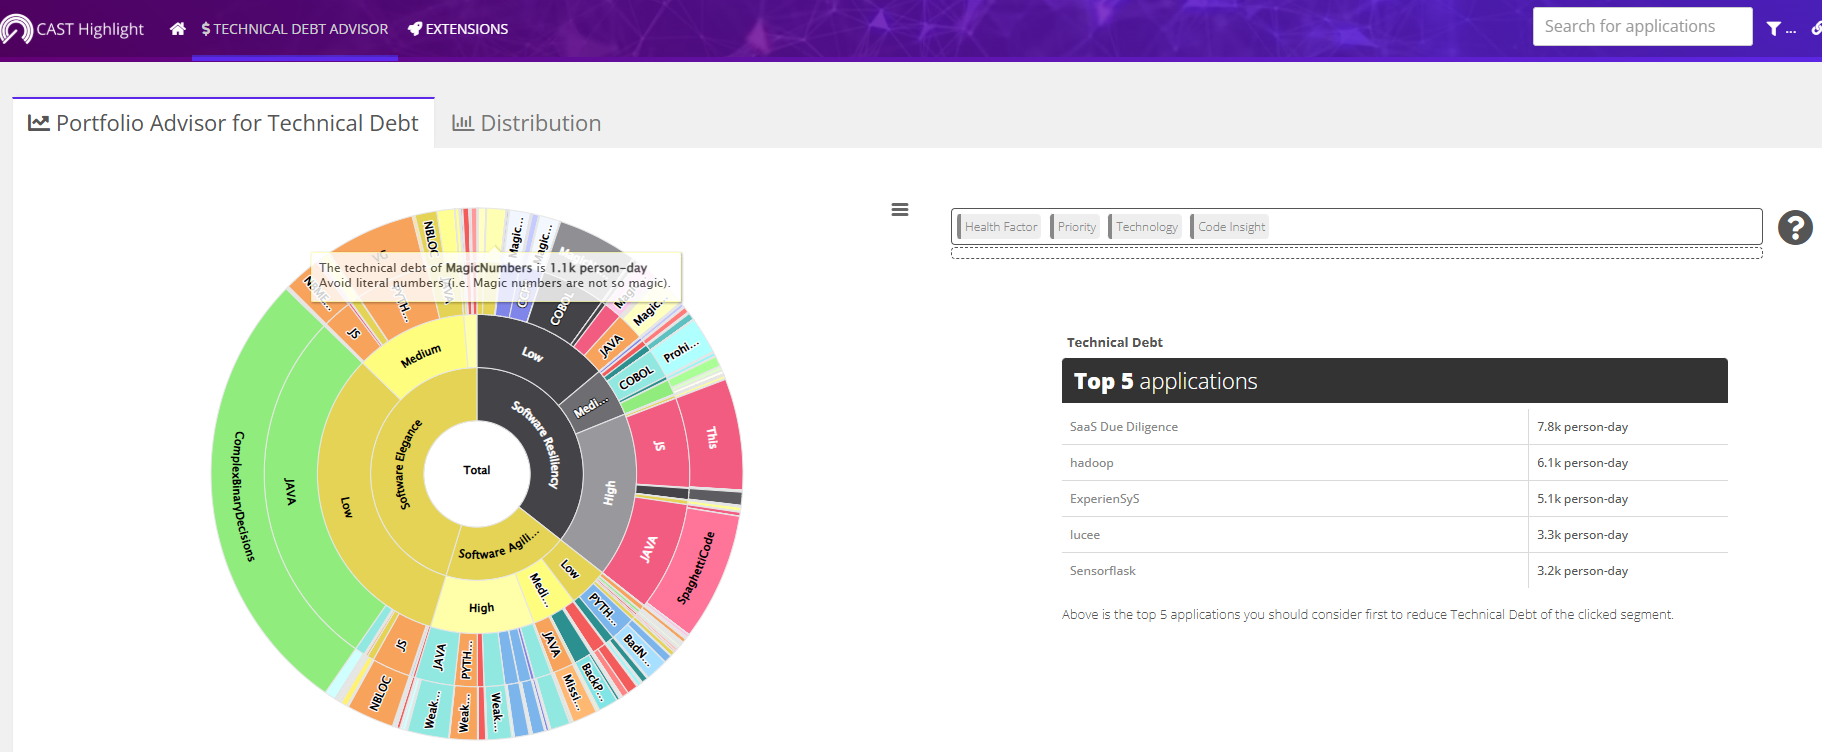 CAST Highlight
$ TECHNICAL DEBT ADVISOR
EXTENSIONS
Search for applications
...
Portfolio Advisor for Technical Debt
Distribution
Health Factor
Priority
Technology
Code Insight
?
The technical debt of MagicNumbers is 1.1k person-day
Avoid literal numbers (i.e. Magic numbers are not so magic).
Total
Software Resiliency
Software Agili...
Software Elegance
Low
Medi...
High
Low
Medi...
High
Low
Medium
COBOL
JAVA
COBOL
JS
JAVA
PYTH...
JAVA
PYTH...
JAVA
JS
JAVA
JS
PYTH...
Magic...
Magic...
Magic...
Prohi...
This
SpaghettiCode
BadN...
BackP...
Missi...
Weak...
Weak...
Weak...
NBLOC
ComplexBinaryDecisions
NBLOC
Technical Debt
Top 5 applications
SaaS Due Diligence 7.8k person-day
hadoop 6.1k person-day
ExperienSyS 5.1k person-day
lucee 3.3k person-day
Sensorflask 3.2k person-day
Above is the top 5 applications you should consider first to reduce Technical Debt of the clicked segment.